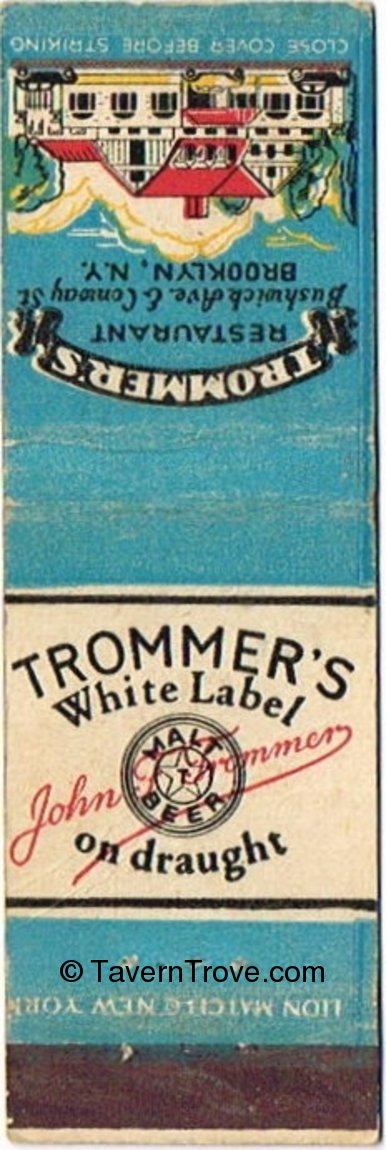 CLOSE COVER BEFORE STRIKING
TROMMER'S
RESTAURANT
Bushwick Ave. & Conway St.
BROOKLYN, N.Y.
TROMMER'S
White Label
MALT
T
BEER
John F. Trommer
on draught
© TavernTrove.com
LION MATCH NEW YORK